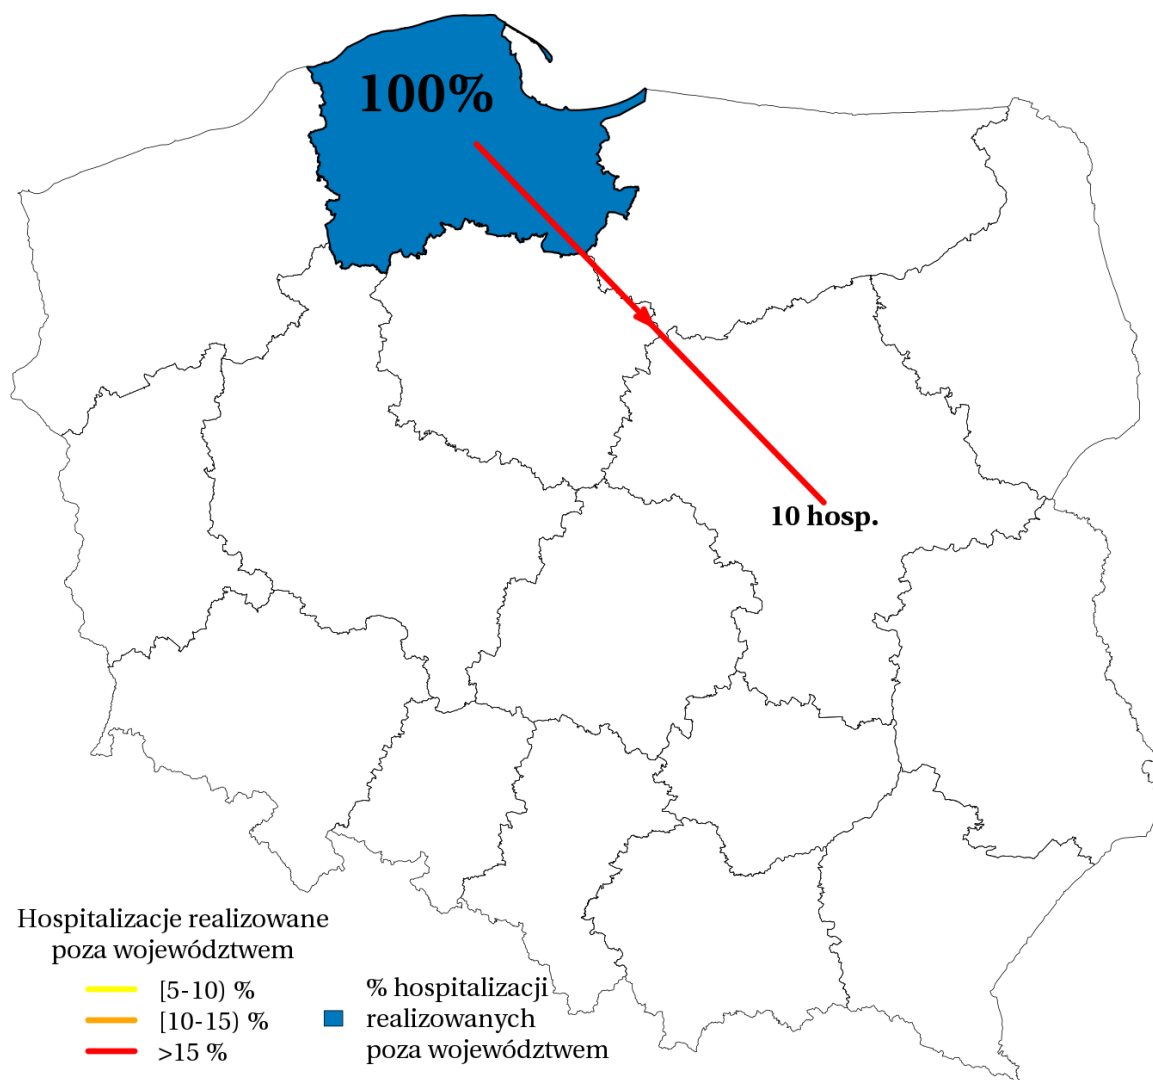 100%
10 hosp.
Hospitalizacje realizowane
poza województwem
[5-10) %
[10-15) %
>15 %
% hospitalizacji
realizowanych
poza województwem